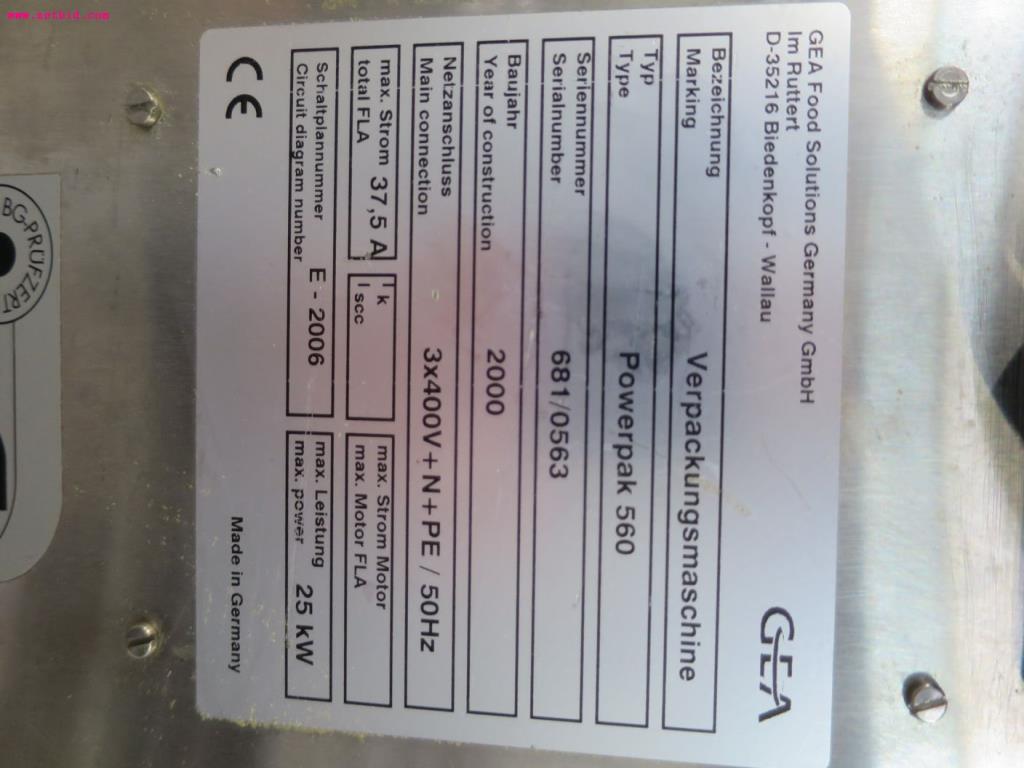 www.netbid.com
GEA Food Solutions Germany GmbH
Im Ruttert
D-35216 Biedenkopf - Wallau
GEA
Bezeichnung
Marking
Verpackungsmaschine
Typ
Type
Powerpak 560
Seriennummer
Serialnumber
681/0563
Baujahr
Year of construction
2000
Netzanschluss
Main connection
3x400V+N+PE / 50Hz
max. Strom
total FLA
37,5 A
I k
I scc
max. Strom Motor
max. Motor FLA
Schaltplannummer
Circuit diagram number
E - 2006
max. Leistung
max. power
25 kW
CE
Made in Germany
BG-PRÜFZERT